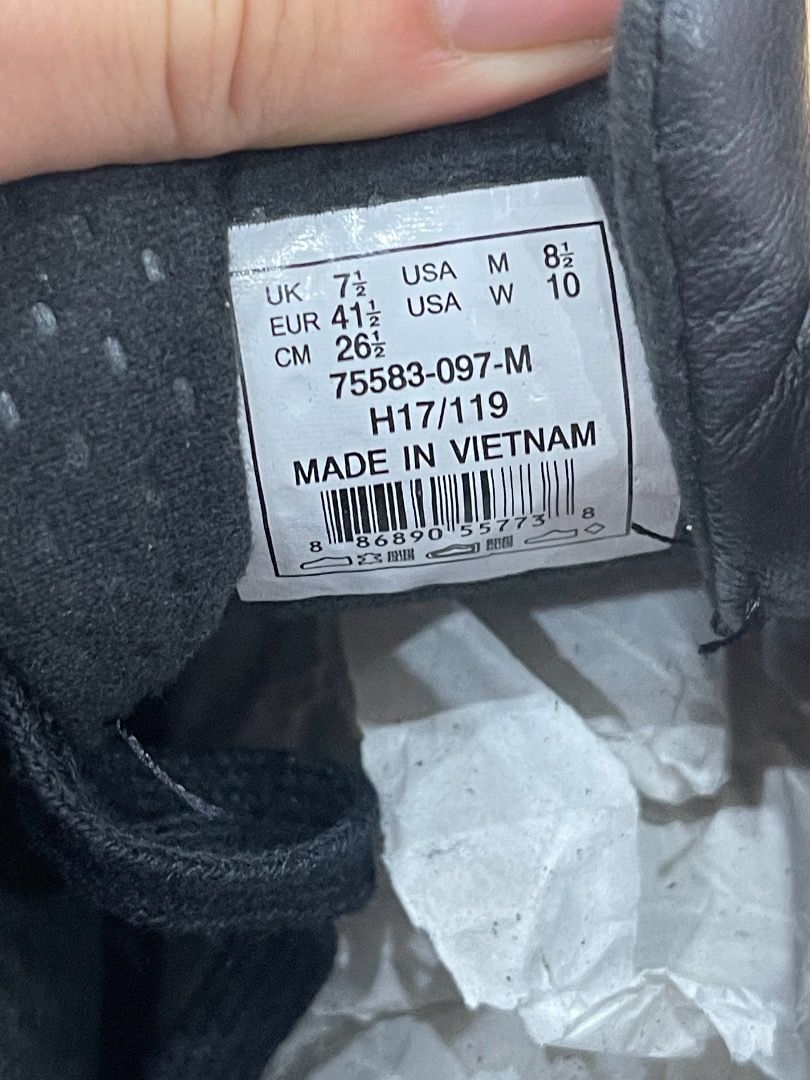 UK 7½ USA M 8½
EUR 41½ USA W 10
CM 26½
75583-097-M
H17/119
MADE IN VIETNAM
8 86890 55773 8